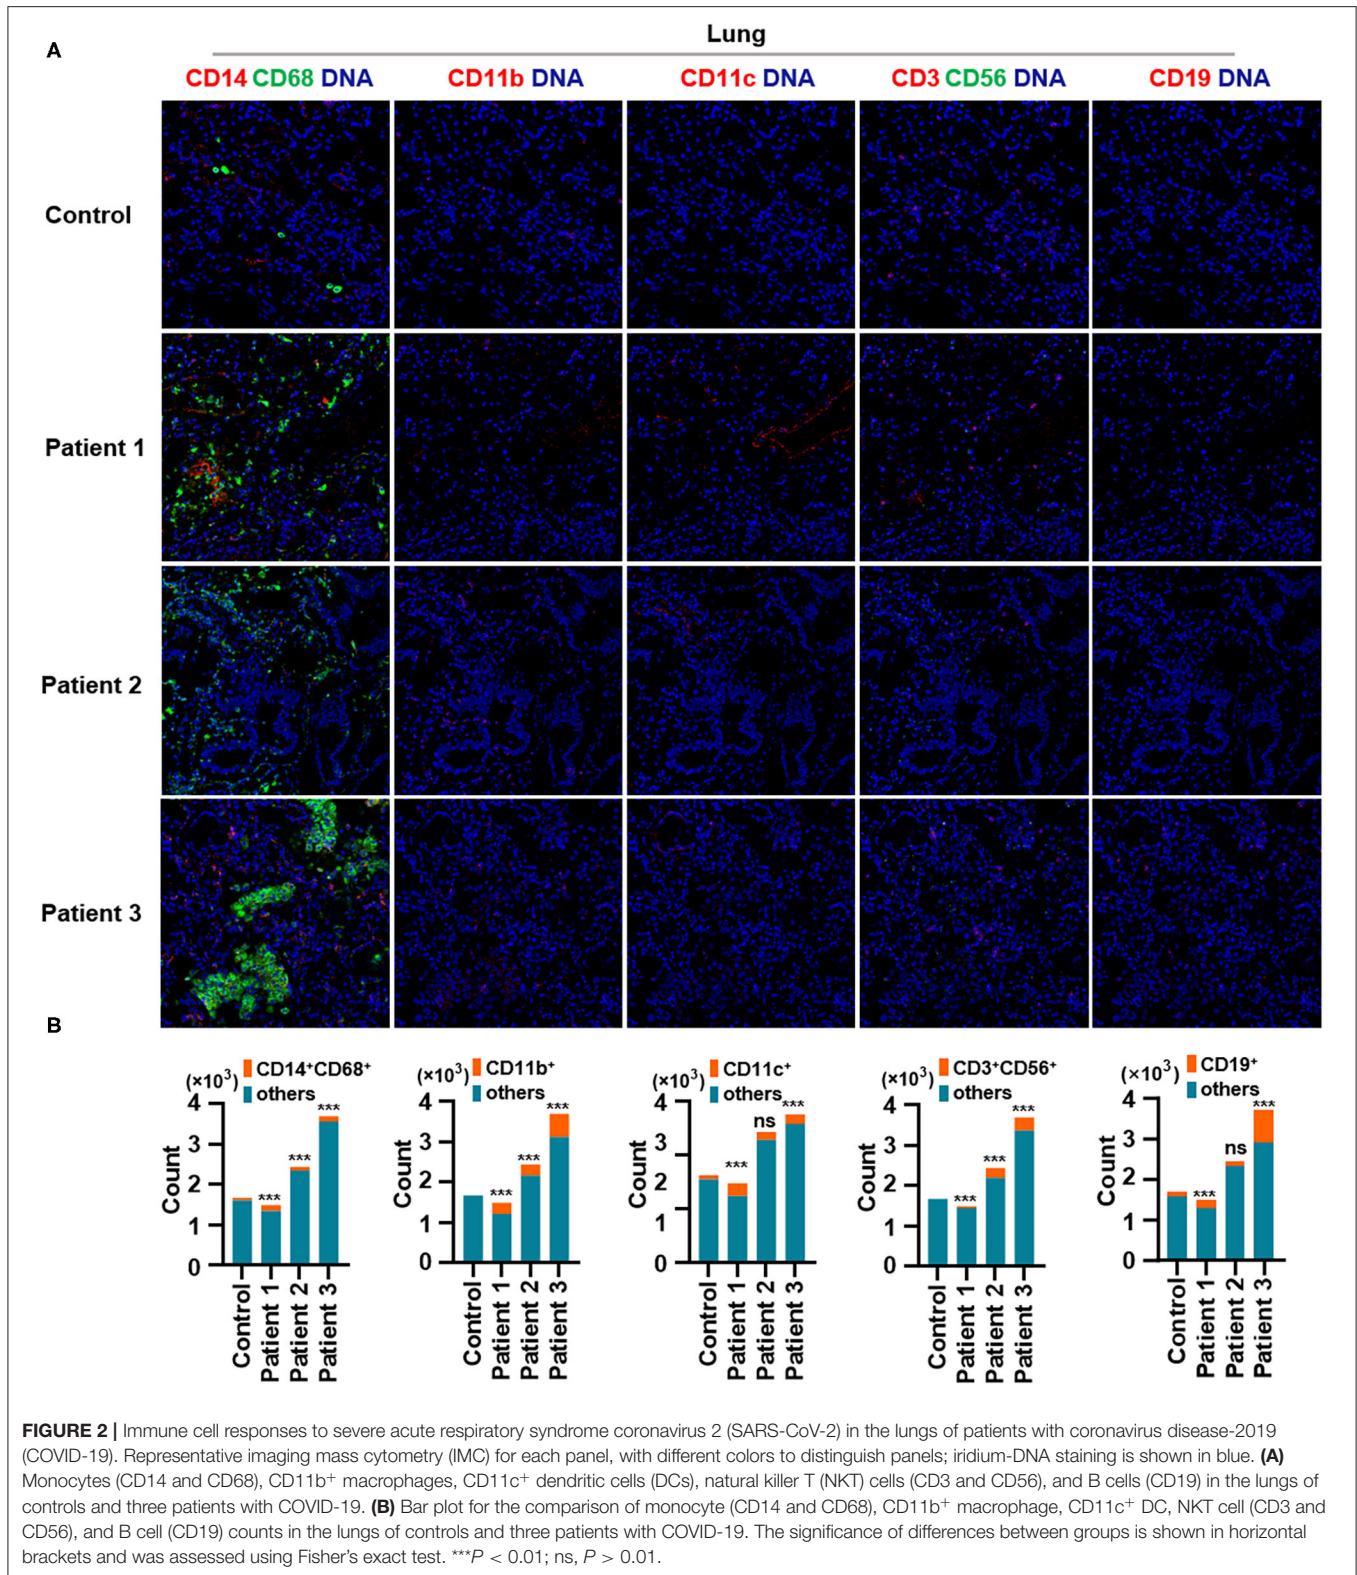 A
Lung
CD14 CD68 DNA
CD11b DNA
CD11c DNA
CD3 CD56 DNA
CD19 DNA
Control
Patient 1
Patient 2
Patient 3
B
(×10³)
CD14⁺CD68⁺
others
Count
4
3
2
1
0
***
***
***
Control
Patient 1
Patient 2
Patient 3
(×10³)
CD11b⁺
others
Count
4
3
2
1
0
***
***
***
Control
Patient 1
Patient 2
Patient 3
(×10³)
CD11c⁺
others
Count
4
3
2
1
0
***
ns
***
Control
Patient 1
Patient 2
Patient 3
(×10³)
CD3⁺CD56⁺
others
Count
4
3
2
1
0
***
***
***
Control
Patient 1
Patient 2
Patient 3
(×10³)
CD19⁺
others
Count
4
3
2
1
0
***
ns
***
Control
Patient 1
Patient 2
Patient 3
FIGURE 2 | Immune cell responses to severe acute respiratory syndrome coronavirus 2 (SARS-CoV-2) in the lungs of patients with coronavirus disease-2019
(COVID-19). Representative imaging mass cytometry (IMC) for each panel, with different colors to distinguish panels; iridium-DNA staining is shown in blue. (A)
Monocytes (CD14 and CD68), CD11b⁺ macrophages, CD11c⁺ dendritic cells (DCs), natural killer T (NKT) cells (CD3 and CD56), and B cells (CD19) in the lungs of
controls and three patients with COVID-19. (B) Bar plot for the comparison of monocyte (CD14 and CD68), CD11b⁺ macrophage, CD11c⁺ DC, NKT cell (CD3 and
CD56), and B cell (CD19) counts in the lungs of controls and three patients with COVID-19. The significance of differences between groups is shown in horizontal
brackets and was assessed using Fisher's exact test. ***P < 0.01; ns, P > 0.01.